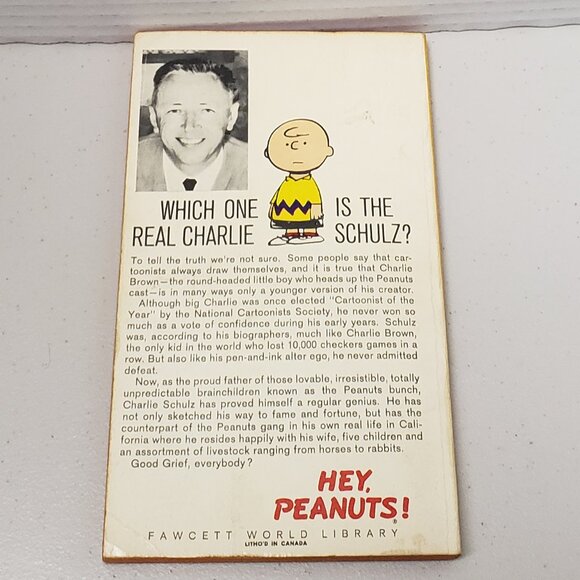 WHICH ONE IS THE
REAL CHARLIE SCHULZ?
To tell the truth we're not sure. Some people say that car-
toonists always draw themselves, and it is true that Charlie
Brown—the round-headed little boy who heads up the Peanuts
cast—is in many ways only a younger version of his creator.
Although big Charlie was once elected "Cartoonist of the
Year" by the National Cartoonists Society, he never won so
much as a vote of confidence during his early years. Schulz
was, according to his biographers, much like Charlie Brown,
the only kid in the world who lost 10,000 checkers games in a
row. But also like his pen-and-ink alter ego, he never admitted
defeat.
Now, as the proud father of those lovable, irresistible, totally
unpredictable brainchildren known as the Peanuts bunch,
Charlie Schulz has proved himself a regular genius. He has
not only sketched his way to fame and fortune, but has the
counterpart of the Peanuts gang in his own real life in Cali-
fornia where he resides happily with his wife, five children and
an assortment of livestock ranging from horses to rabbits.
Good Grief, everybody?
HEY,
PEANUTS!®
FAWCETT WORLD LIBRARY
LITHO'D IN CANADA